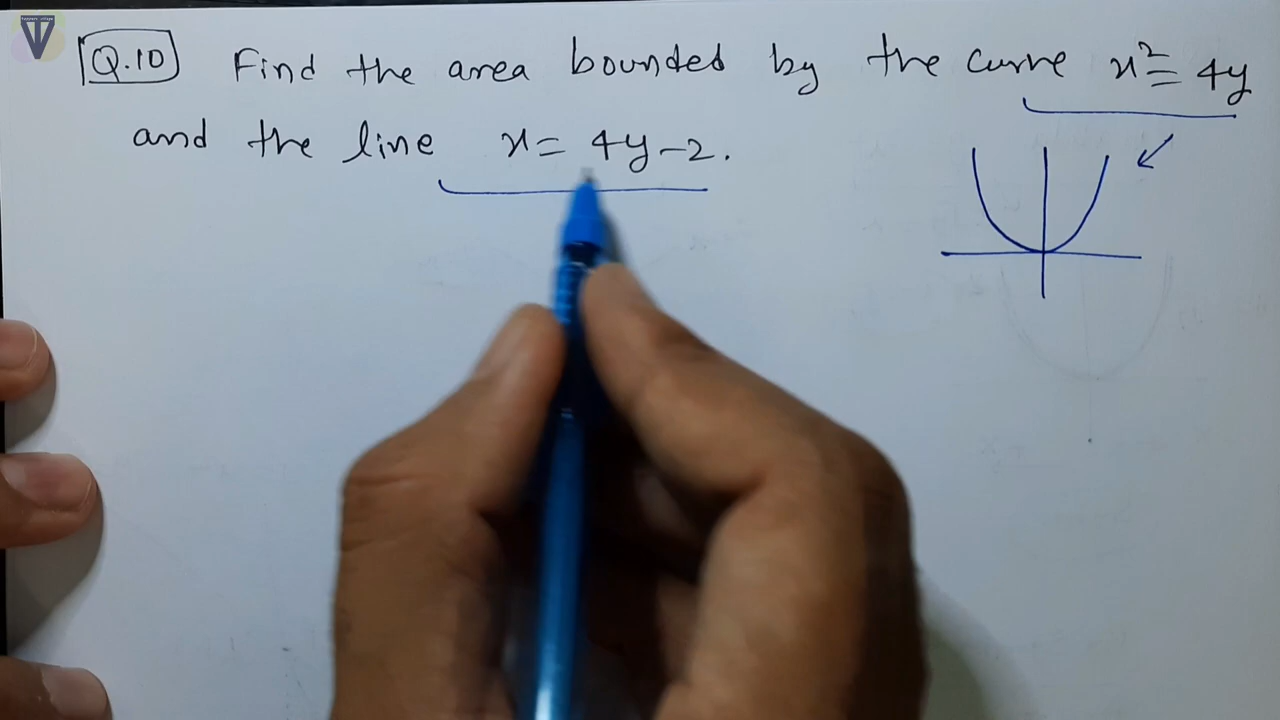 Q.10 Find the area bounded by the curve x² = 4y
and the line x = 4y - 2.